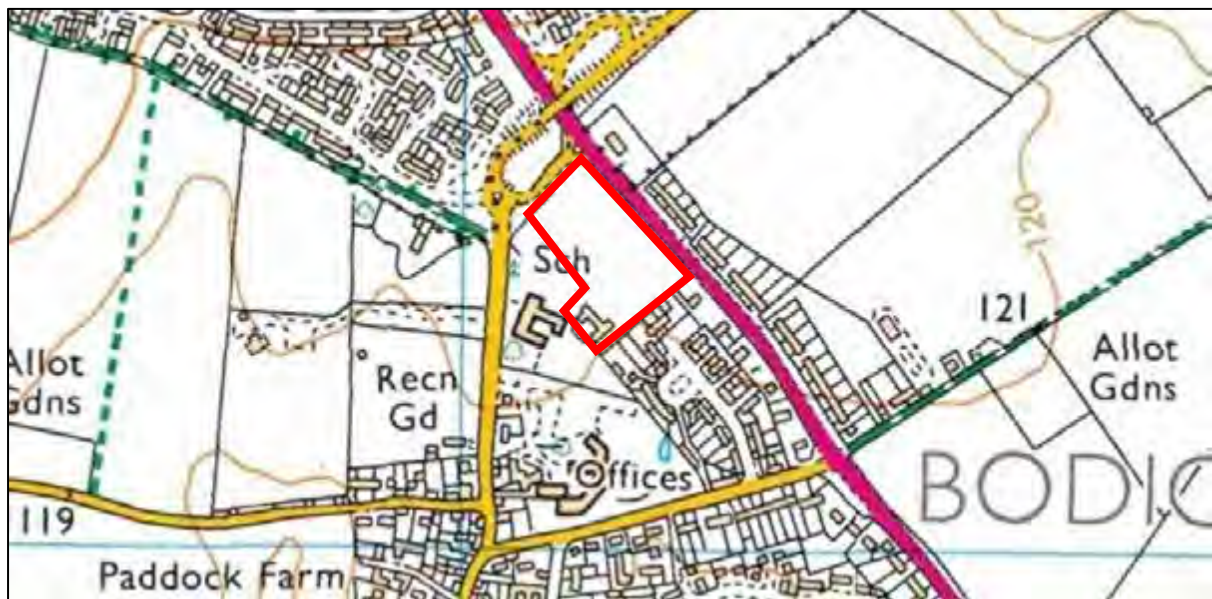 Sch
120
121
Allot
Gdns
Allot
Gdns
Recn
Gd
Offices
BODIC
119
Paddock Farm